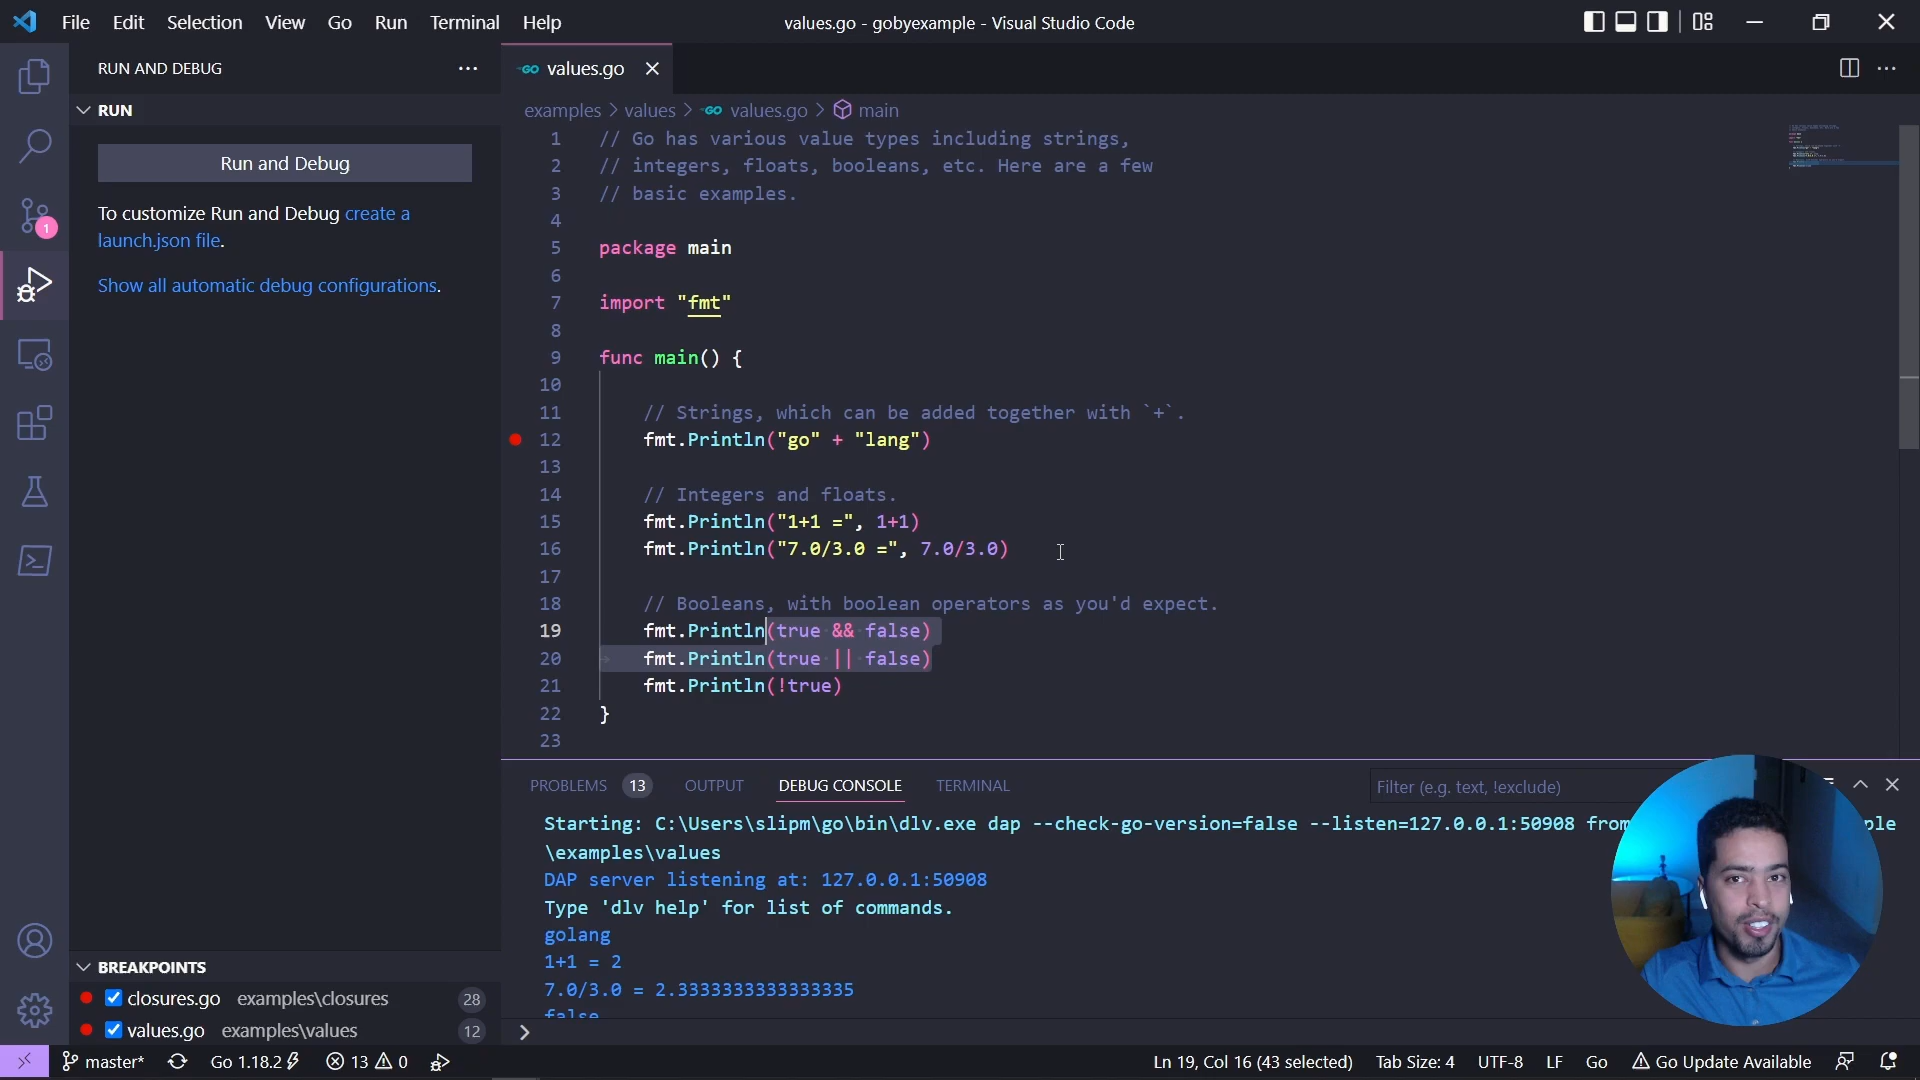 File Edit Selection View Go Run Terminal Help
values.go - gobyexample - Visual Studio Code
RUN AND DEBUG
RUN
Run and Debug
To customize Run and Debug create a
launch.json file.
Show all automatic debug configurations.
values.go
examples > values > values.go > main
1 // Go has various value types including strings,
2 // integers, floats, booleans, etc. Here are a few
3 // basic examples.
4
5 package main
6
7 import "fmt"
8
9 func main() {
10
11 // Strings, which can be added together with `+`.
12 fmt.Println("go" + "lang")
13
14 // Integers and floats.
15 fmt.Println("1+1 =", 1+1)
16 fmt.Println("7.0/3.0 =", 7.0/3.0)
17
18 // Booleans, with boolean operators as you'd expect.
19 fmt.Println(true && false)
20 fmt.Println(true || false)
21 fmt.Println(!true)
22 }
23
PROBLEMS 13 OUTPUT DEBUG CONSOLE TERMINAL
Filter (e.g. text, !exclude)
Starting: C:\Users\slipm\go\bin\dlv.exe dap --check-go-version=false --listen=127.0.0.1:50908 from ple
\examples\values
DAP server listening at: 127.0.0.1:50908
Type 'dlv help' for list of commands.
golang
1+1 = 2
7.0/3.0 = 2.3333333333333335
false
1
BREAKPOINTS
closures.go examples\closures 28
values.go examples\values 12
master* Go 1.18.2 13 0
Ln 19, Col 16 (43 selected) Tab Size: 4 UTF-8 LF Go Go Update Available